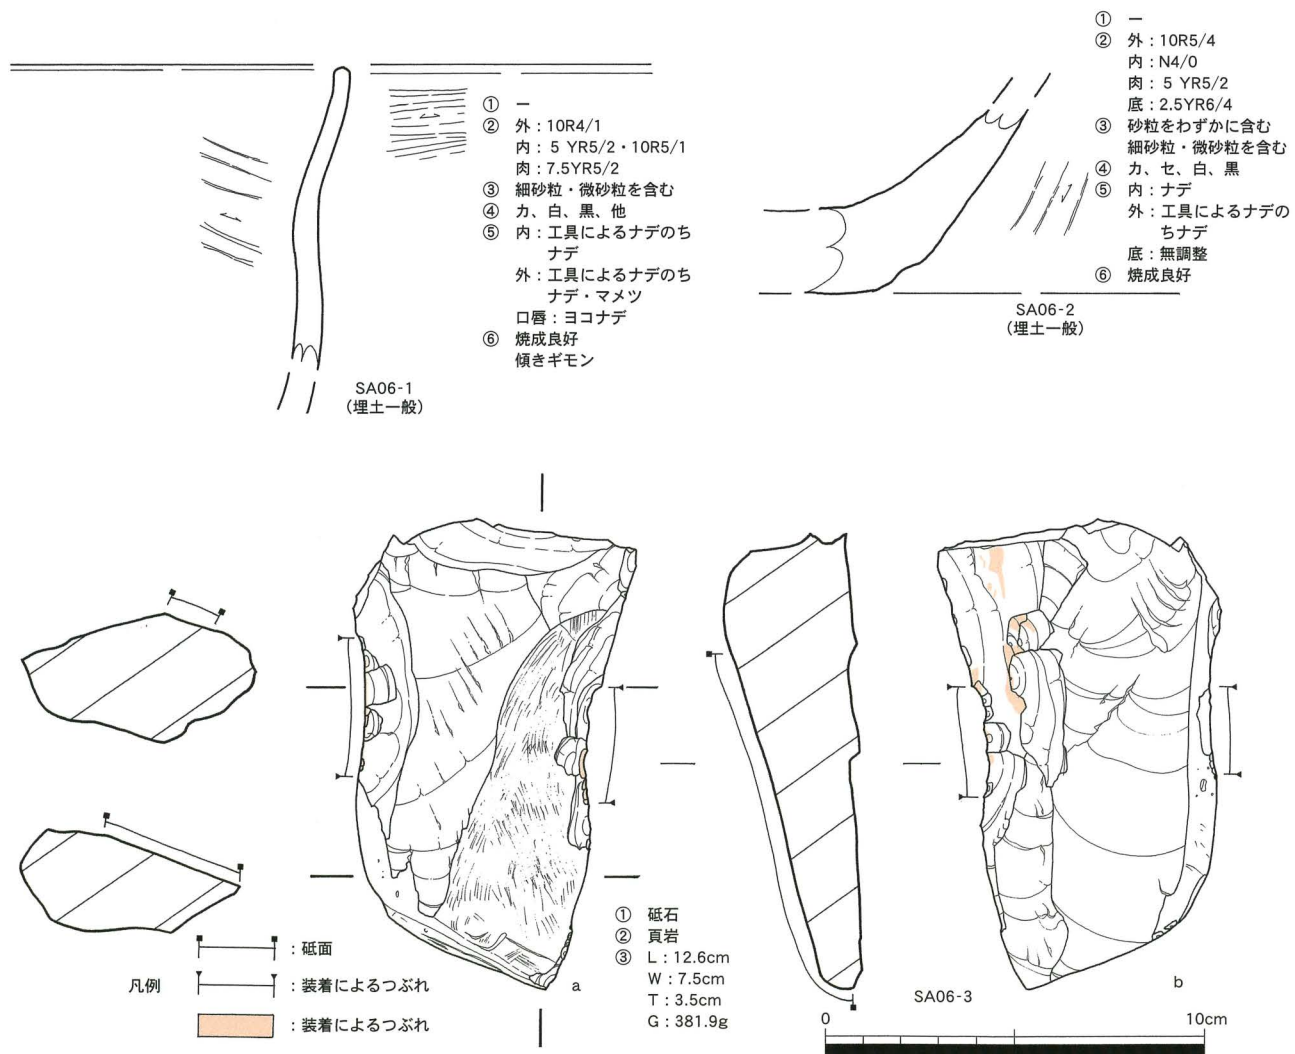 ① ー
② 外：10R4/1
内：5 YR5/2・10R5/1
肉：7.5YR5/2
③ 細砂粒・微砂粒を含む
④ カ、白、黒、他
⑤ 内：工具によるナデのち
ナデ
外：工具によるナデのち
ナデ・マメツ
口唇：ヨコナデ
⑥ 焼成良好
傾きギモン
SA06-1
（埋土一般）
① ー
② 外：10R5/4
内：N4/0
肉：5 YR5/2
底：2.5YR6/4
③ 砂粒をわずかに含む
細砂粒・微砂粒を含む
④ カ、セ、白、黒
⑤ 内：ナデ
外：工具によるナデの
ちナデ
底：無調整
⑥ 焼成良好
SA06-2
（埋土一般）
凡例
：砥面
：装着によるつぶれ
：装着によるつぶれ
a
① 砥石
② 頁岩
③ L：12.6cm
W：7.5cm
T：3.5cm
G：381.9g
SA06-3
b
0 10cm